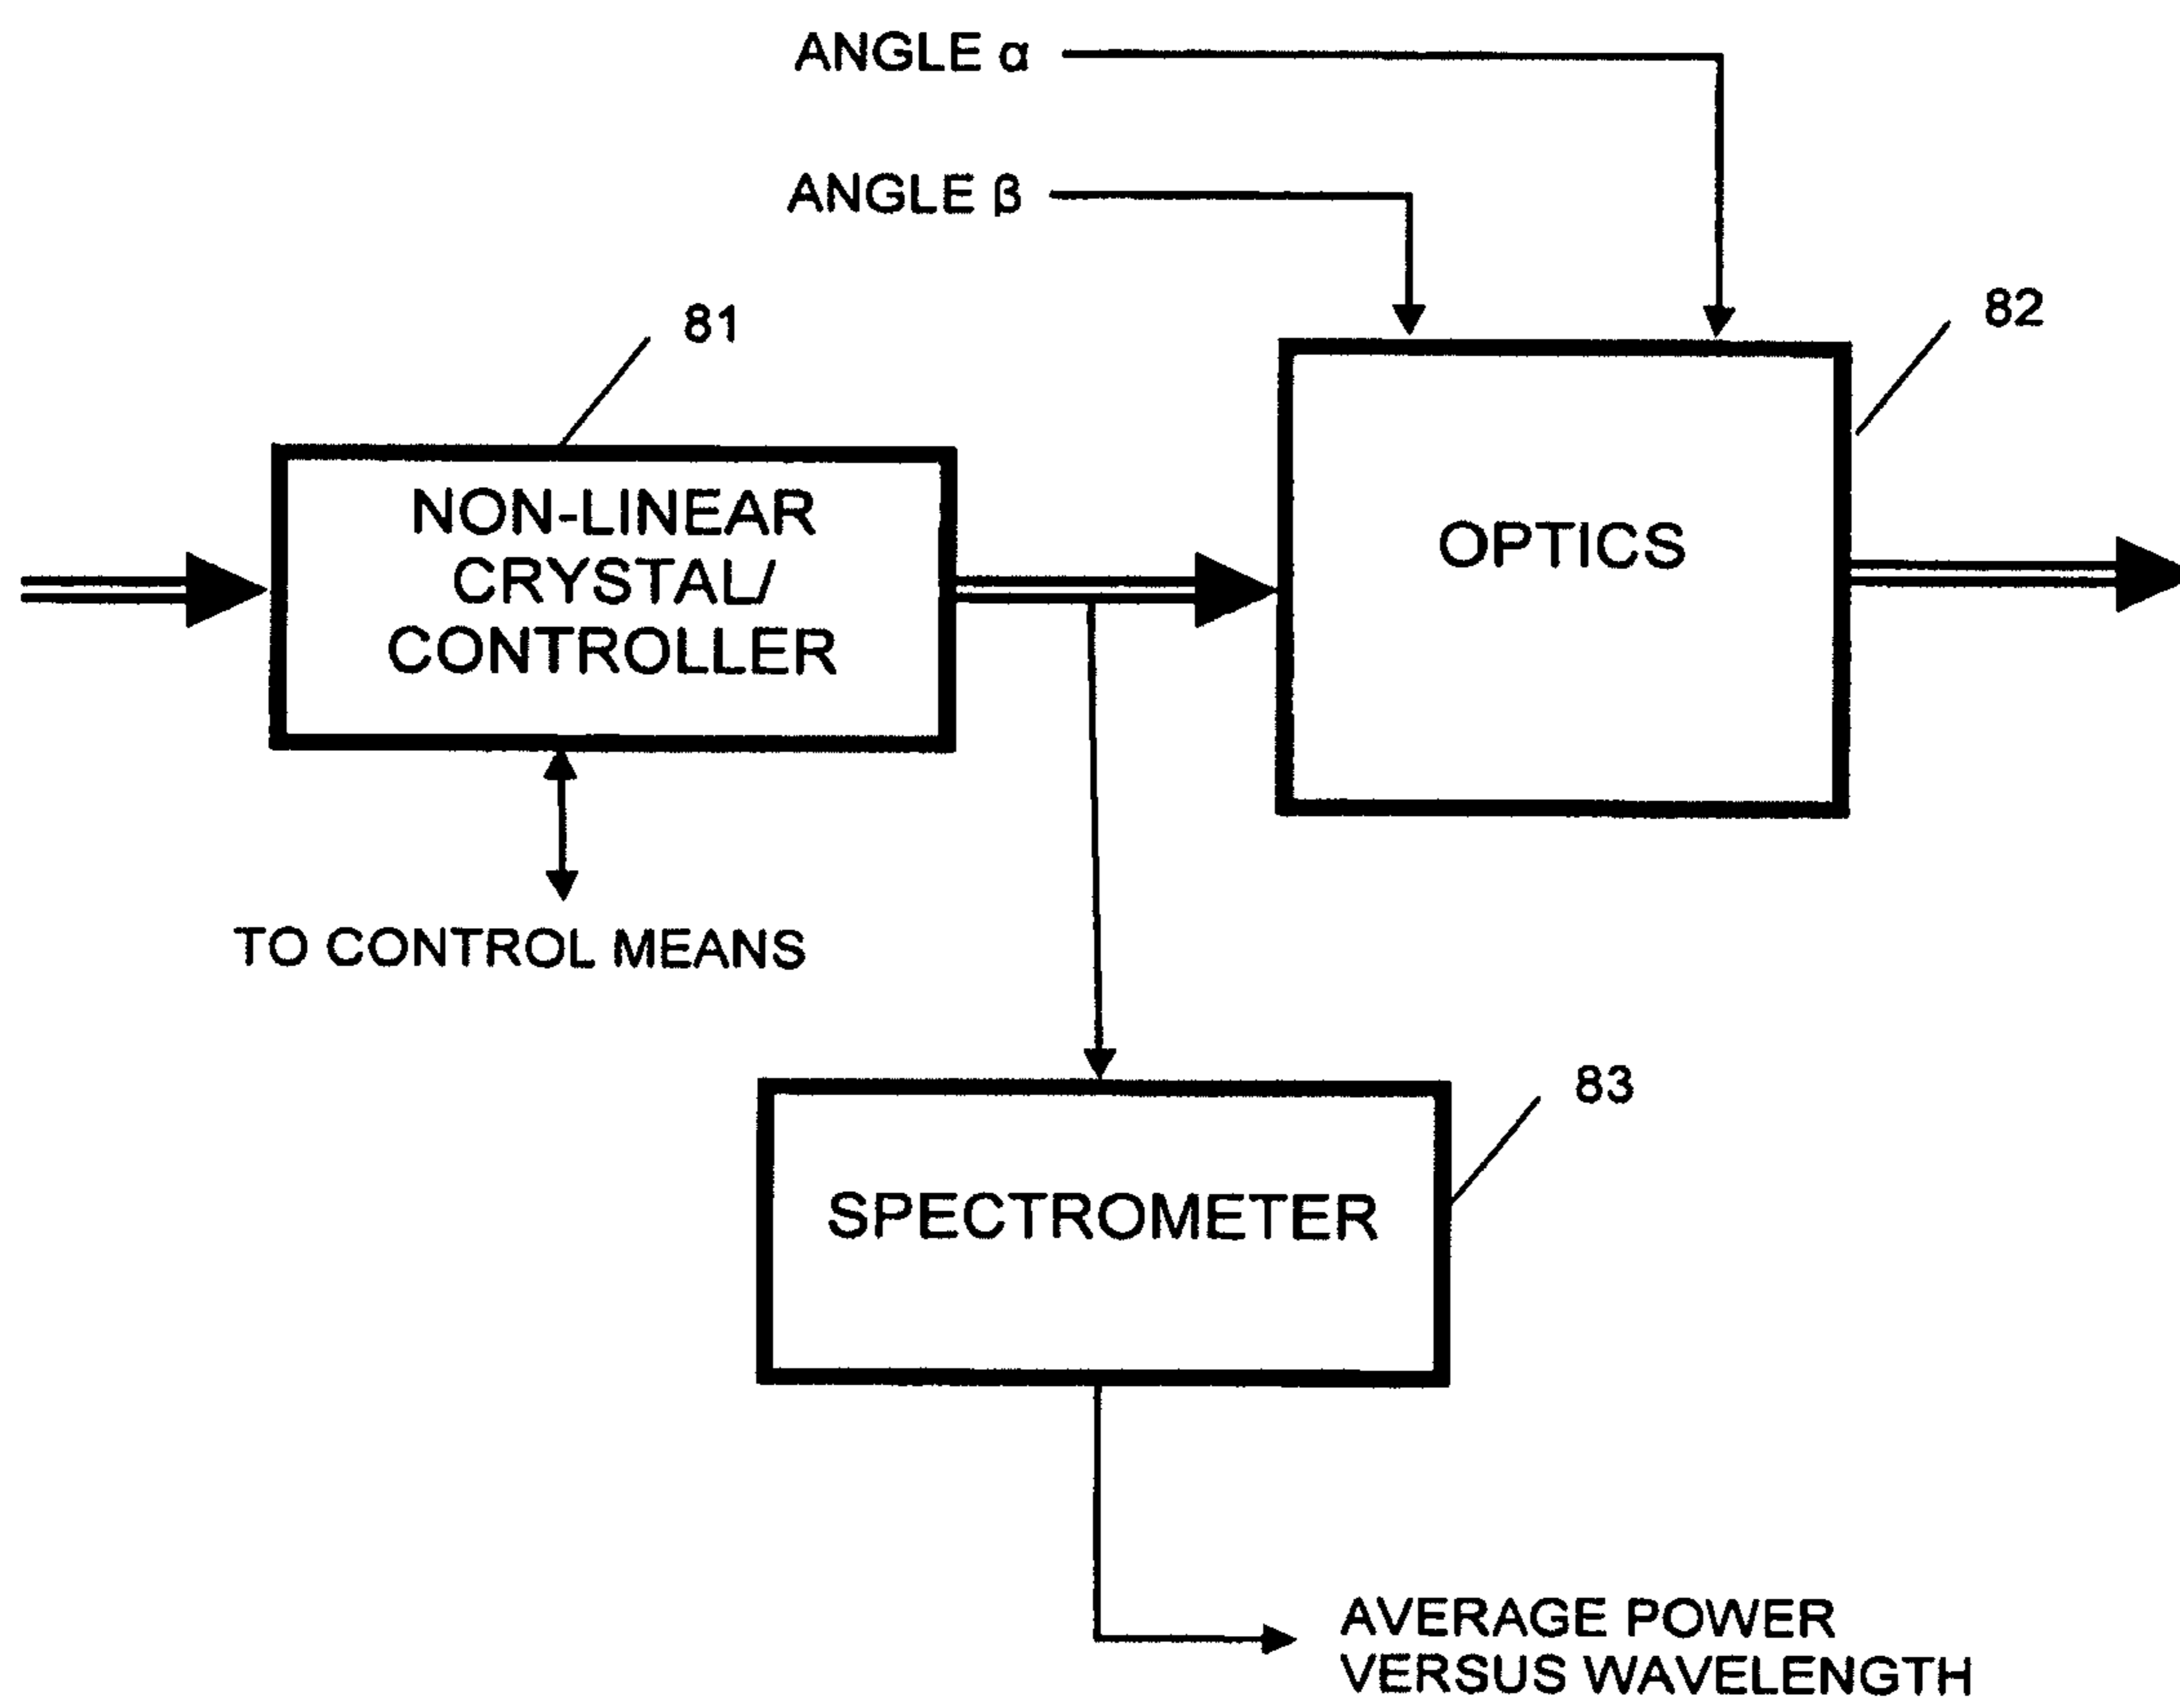 ANGLE α
ANGLE β
81
82
NON-LINEAR
CRYSTAL/
CONTROLLER
OPTICS
TO CONTROL MEANS
83
SPECTROMETER
AVERAGE POWER
VERSUS WAVELENGTH